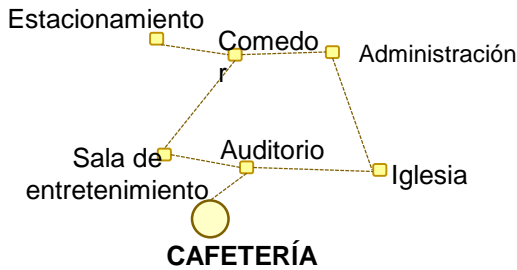 Estacionamiento
Comedo
r
Administración
Sala de
entretenimiento
Auditorio
Iglesia
CAFETERÍA